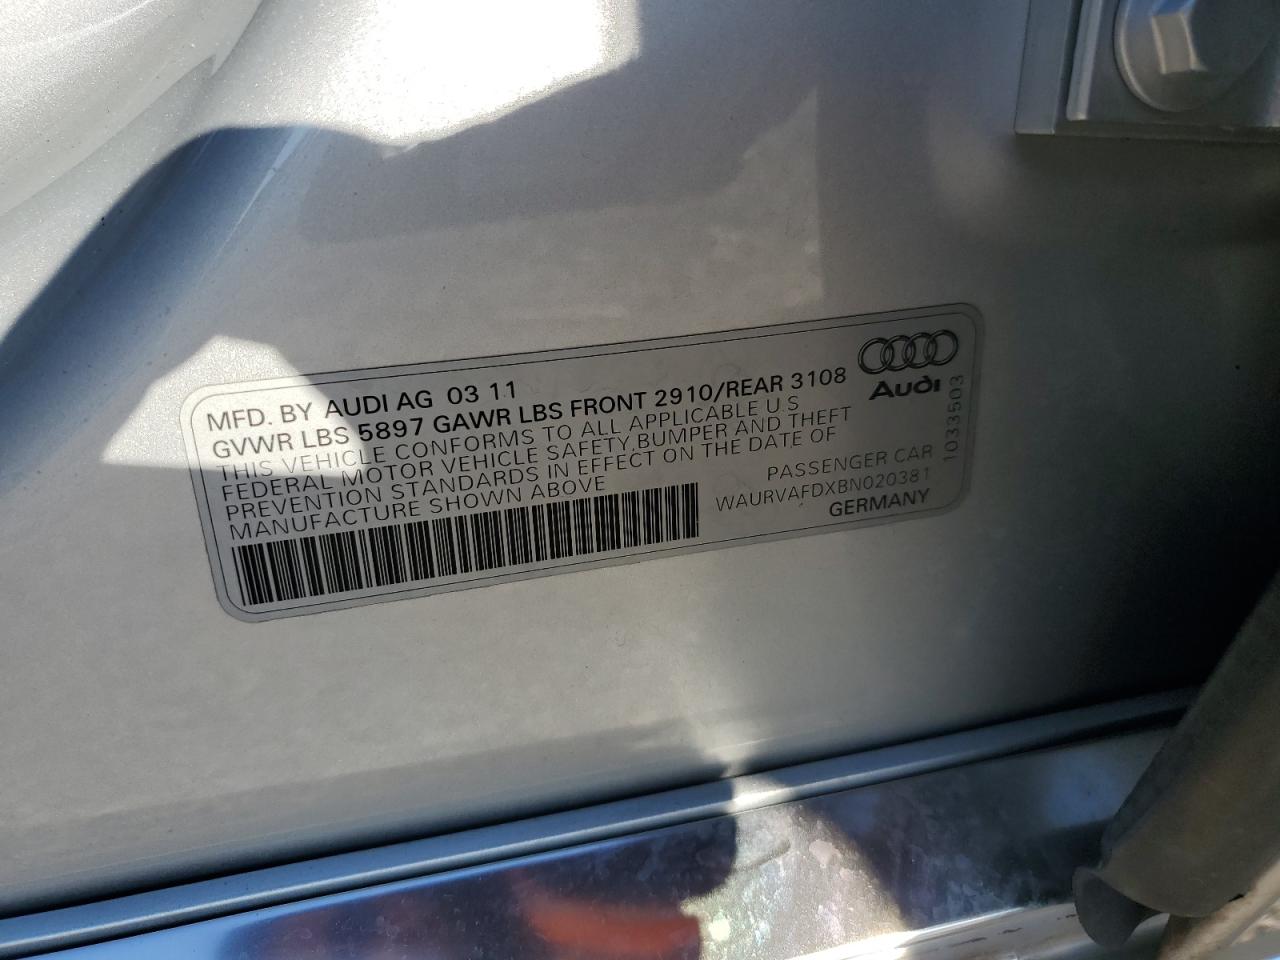 MFD. BY AUDI AG 03 11
GVWR LBS 5897 GAWR LBS FRONT 2910/REAR 3108
THIS VEHICLE CONFORMS TO ALL APPLICABLE U.S
FEDERAL MOTOR VEHICLE SAFETY, BUMPER AND THEFT
PREVENTION STANDARDS IN EFFECT ON THE DATE OF
MANUFACTURE SHOWN ABOVE
Audi
1033503
PASSENGER CAR
WAURVAFDXBN020381
GERMANY